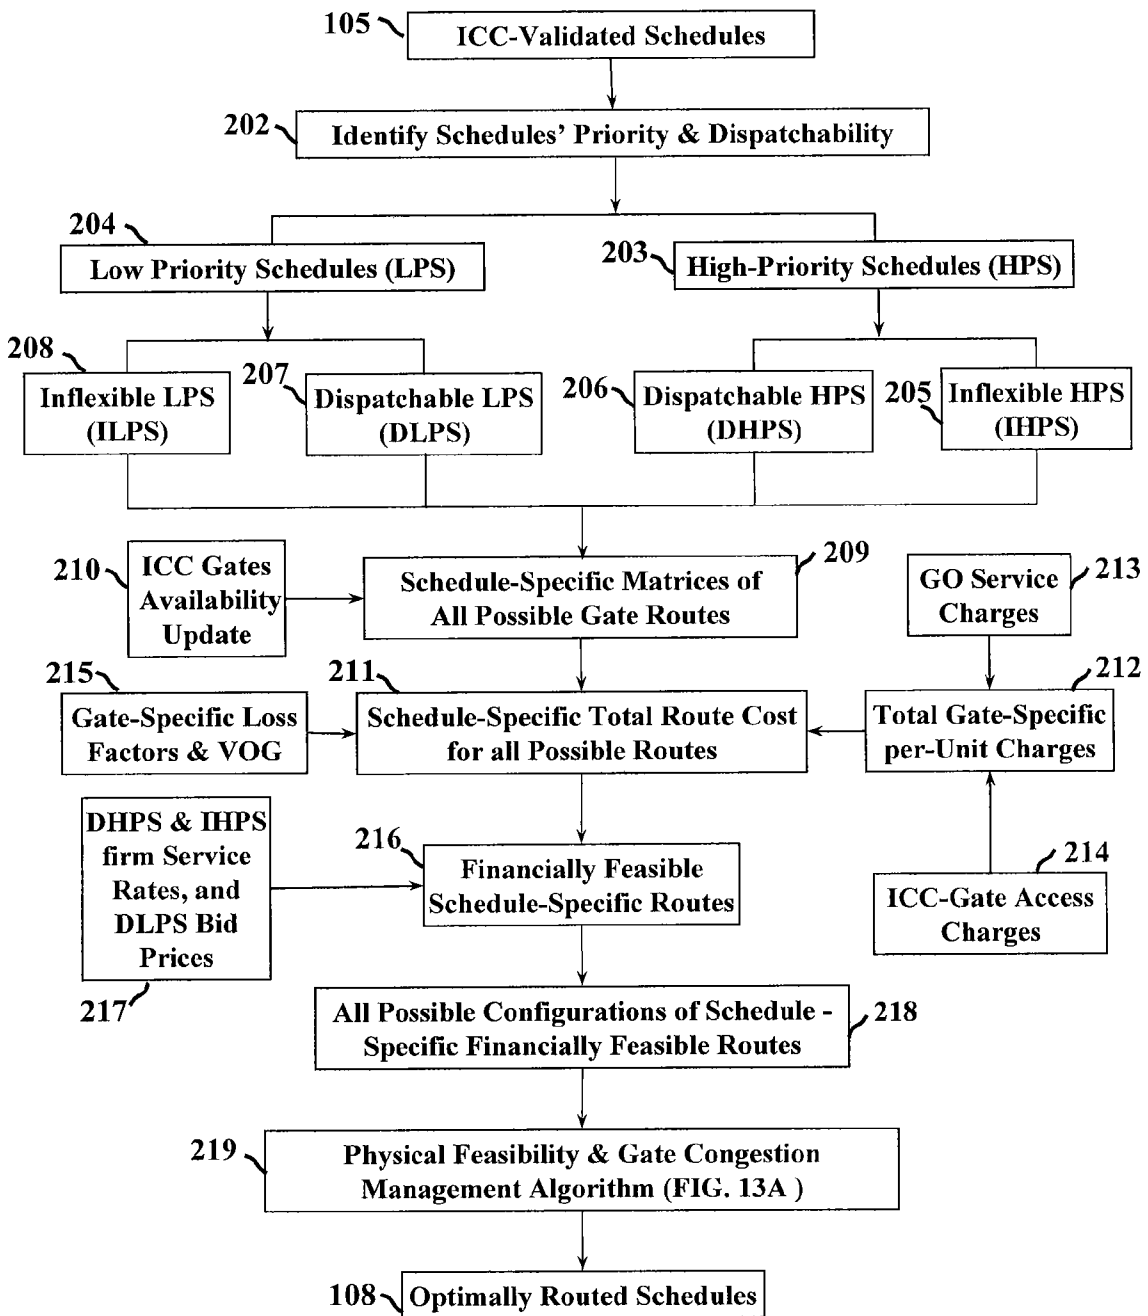 105
ICC-Validated Schedules
202
Identify Schedules' Priority & Dispatchability
204
Low Priority Schedules (LPS)
203
High-Priority Schedules (HPS)
208
Inflexible LPS
(ILPS)
207
Dispatchable LPS
(DLPS)
206
Dispatchable HPS
(DHPS)
205
Inflexible HPS
(IHPS)
210
ICC Gates
Availability
Update
Schedule-Specific Matrices of
All Possible Gate Routes
209
GO Service
Charges
213
215
Gate-Specific Loss
Factors & VOG
211
Schedule-Specific Total Route Cost
for all Possible Routes
212
Total Gate-Specific
per-Unit Charges
DHPS & IHPS
firm Service
Rates, and
DLPS Bid
Prices
217
216
Financially Feasible
Schedule-Specific Routes
214
ICC-Gate Access
Charges
All Possible Configurations of Schedule -
Specific Financially Feasible Routes
218
219
Physical Feasibility & Gate Congestion
Management Algorithm (FIG. 13A )
108
Optimally Routed Schedules